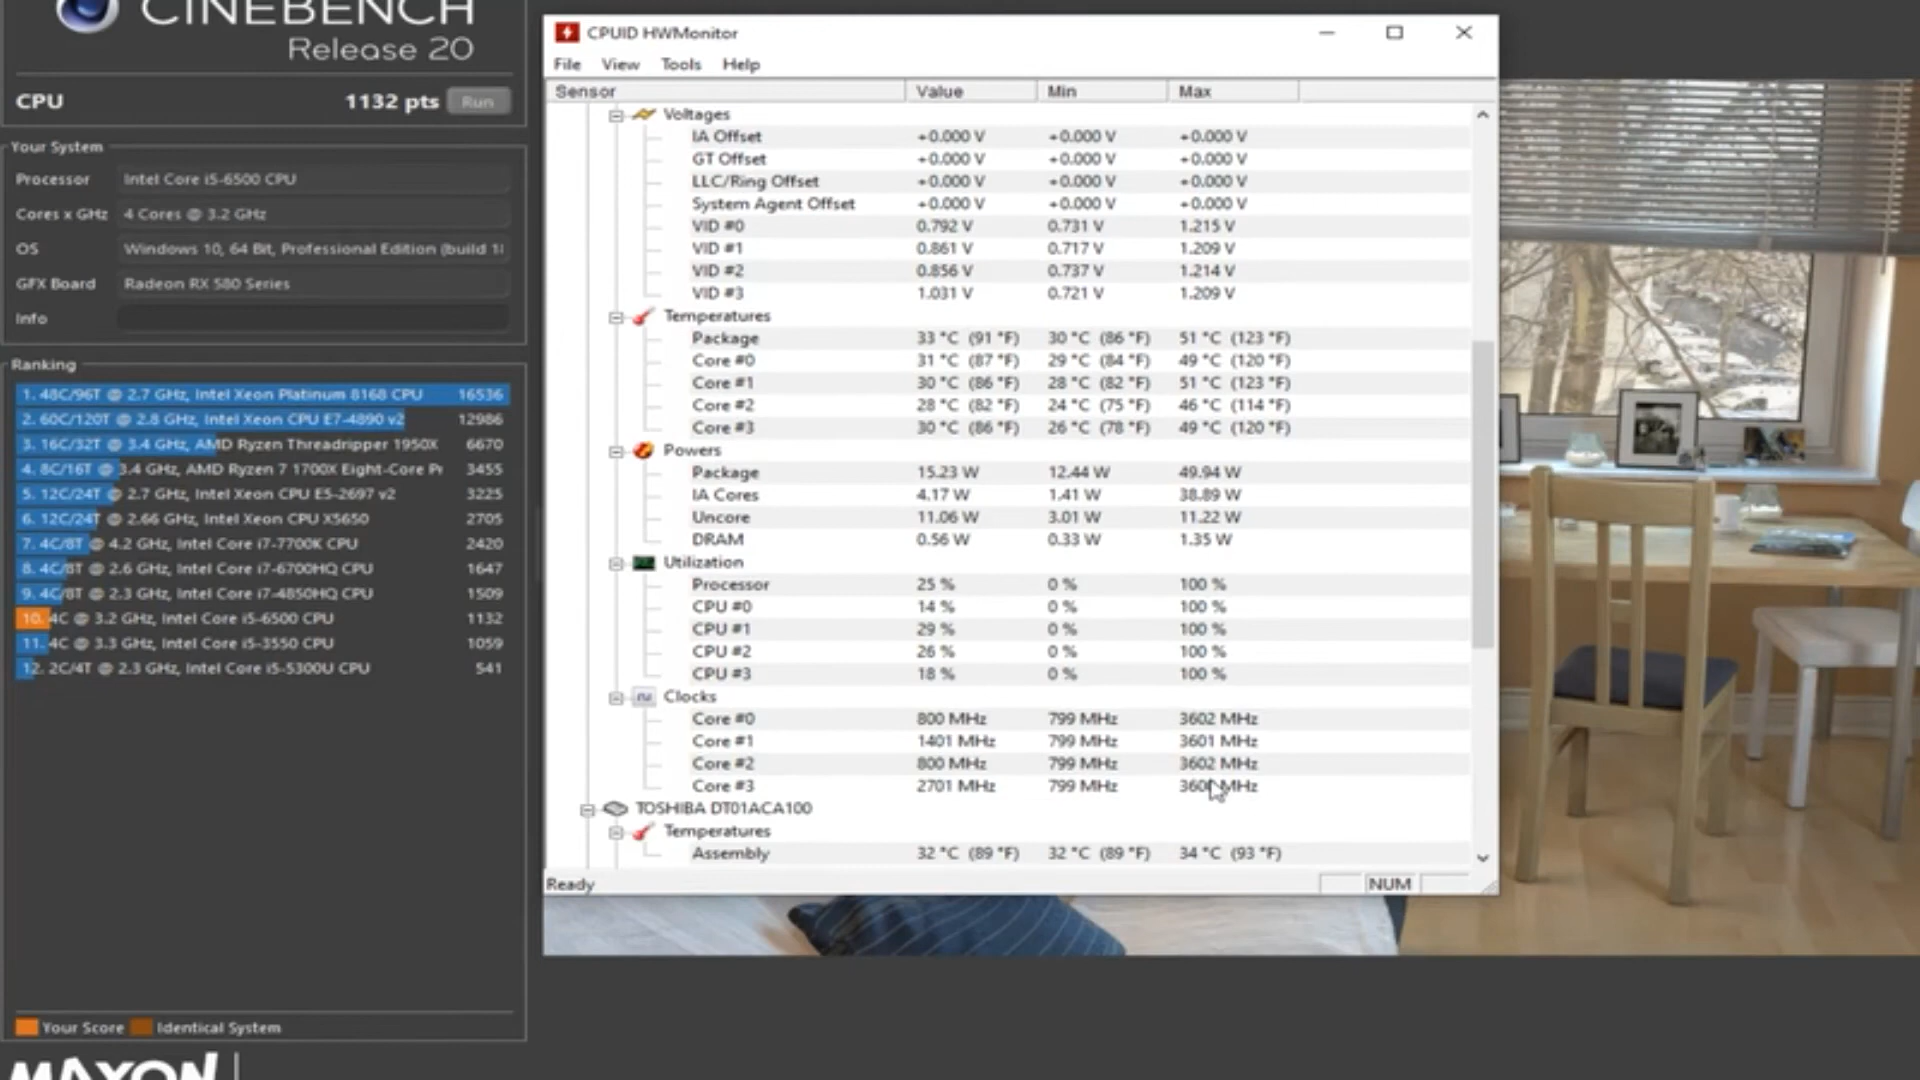 CINEBENCH
Release 20
CPU 1132 pts Run
Your System
Processor Intel Core i5-6500 CPU
Cores x GHz 4 Cores @ 3.2 GHz
OS Windows 10, 64 Bit, Professional Edition (build 1
GFX Board Radeon RX 580 Series
Info
Ranking
1. 48C/96T @ 2.7 GHz, Intel Xeon Platinum 8168 CPU 16536
2. 60C/120T @ 2.8 GHz, Intel Xeon CPU E7-4890 v2 12986
3. 16C/32T @ 3.4 GHz, AMD Ryzen Threadripper 1950X 6670
4. 8C/16T @ 3.4 GHz, AMD Ryzen 7 1700X Eight-Core Pr 3455
5. 12C/24T @ 2.7 GHz, Intel Xeon CPU E5-2697 v2 3225
6. 12C/24T @ 2.66 GHz, Intel Xeon CPU X5650 2705
7. 4C/8T @ 4.2 GHz, Intel Core i7-7700K CPU 2420
8. 4C/8T @ 2.6 GHz, Intel Core i7-6700HQ CPU 1647
9. 4C/8T @ 2.3 GHz, Intel Core i7-4850HQ CPU 1509
10. 4C @ 3.2 GHz, Intel Core i5-6500 CPU 1132
11. 4C @ 3.3 GHz, Intel Core i5-3550 CPU 1059
12. 2C/4T @ 2.3 GHz, Intel Core i5-5300U CPU 541
Your Score Identical System
MAXON
CPUID HWMonitor
File View Tools Help
Sensor Value Min Max
Voltages
IA Offset +0.000 V +0.000 V +0.000 V
GT Offset +0.000 V +0.000 V +0.000 V
LLC/Ring Offset +0.000 V +0.000 V +0.000 V
System Agent Offset +0.000 V +0.000 V +0.000 V
VID #0 0.792 V 0.731 V 1.215 V
VID #1 0.861 V 0.717 V 1.209 V
VID #2 0.856 V 0.737 V 1.214 V
VID #3 1.031 V 0.721 V 1.209 V
Temperatures
Package 33 °C (91 °F) 30 °C (86 °F) 51 °C (123 °F)
Core #0 31 °C (87 °F) 29 °C (84 °F) 49 °C (120 °F)
Core #1 30 °C (86 °F) 28 °C (82 °F) 51 °C (123 °F)
Core #2 28 °C (82 °F) 24 °C (75 °F) 46 °C (114 °F)
Core #3 30 °C (86 °F) 26 °C (78 °F) 49 °C (120 °F)
Powers
Package 15.23 W 12.44 W 49.94 W
IA Cores 4.17 W 1.41 W 38.89 W
Uncore 11.06 W 3.01 W 11.22 W
DRAM 0.56 W 0.33 W 1.35 W
Utilization
Processor 25 % 0 % 100 %
CPU #0 14 % 0 % 100 %
CPU #1 29 % 0 % 100 %
CPU #2 26 % 0 % 100 %
CPU #3 18 % 0 % 100 %
Clocks
Core #0 800 MHz 799 MHz 3602 MHz
Core #1 1401 MHz 799 MHz 3601 MHz
Core #2 800 MHz 799 MHz 3602 MHz
Core #3 2701 MHz 799 MHz MHz
TOSHIBA DT01ACA100
Temperatures
Assembly 32 °C (89 °F) 32 °C (89 °F) 34 °C (93 °F)
Ready NUM